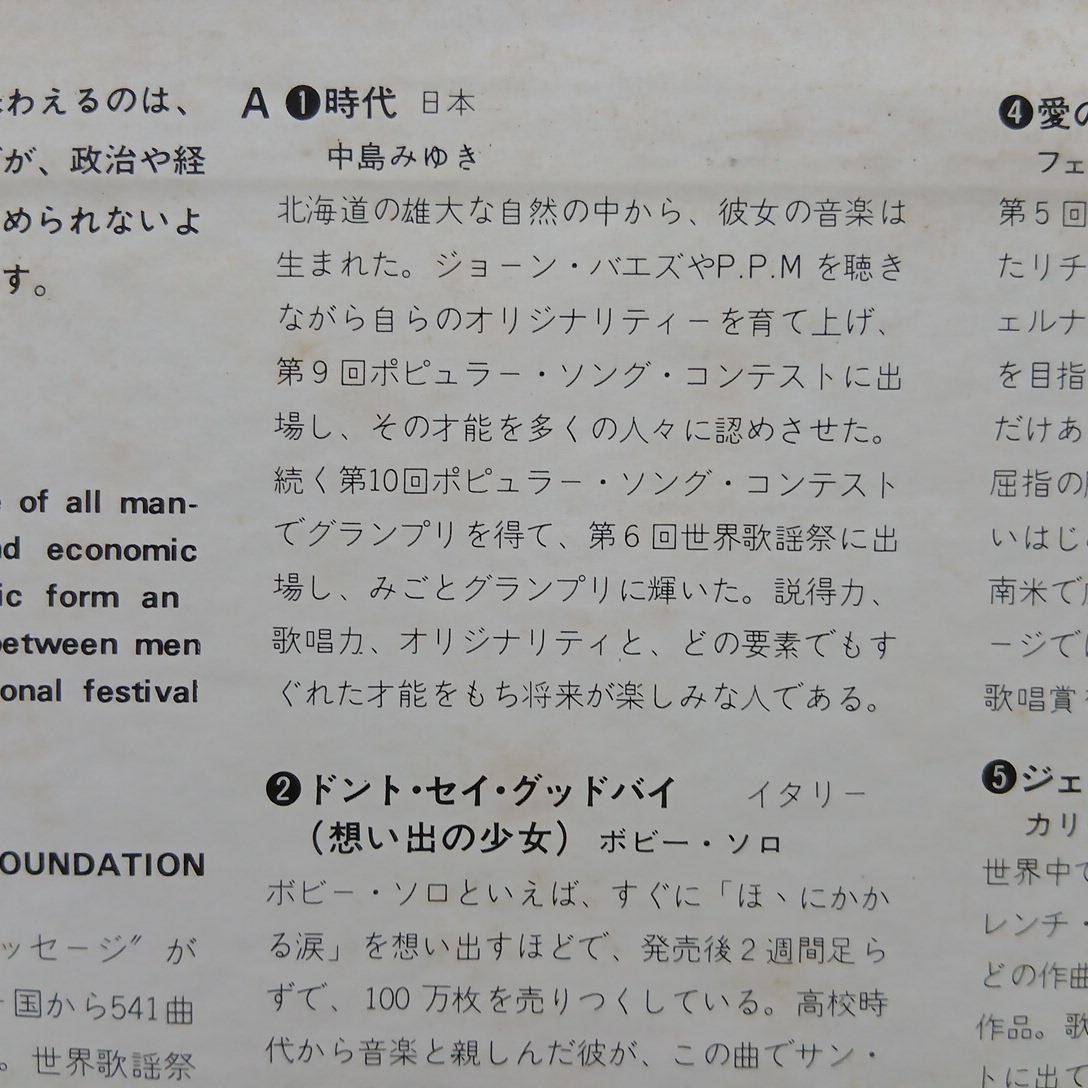 わえるのは、
が、政治や経
められないよ
す。
of all man-
economic
ic form an
between men
onal festival
OUNDATION
ッセージ〞が
国から541曲
。世界歌謡祭
A ❶時代 日本
中島みゆき
北海道の雄大な自然の中から、彼女の音楽は
生まれた。ジョーン・バエズやP.P.M を聴き
ながら自らのオリジナリティーを育て上げ、
第9回ポピュラー・ソング・コンテストに出
場し、その才能を多くの人々に認めさせた。
続く第10回ポピュラー・ソング・コンテスト
でグランプリを得て、第6回世界歌謡祭に出
場し、みごとグランプリに輝いた。説得力、
歌唱力、オリジナリティと、どの要素でもす
ぐれた才能をもち将来が楽しみな人である。
❷ドント・セイ・グッドバイ イタリー
(想い出の少女) ボビー・ソロ
ボビー・ソロといえば、すぐに「ほゝにかか
る涙」を想い出すほどで、発売後2週間足ら
ずで、100 万枚を売りつくしている。高校時
代から音楽と親しんだ彼が、この曲でサン・
❹愛の
フェ
第5回
たリチ
ェルナ
を目指
だけあ
屈指の
いはじ
南米で
ージで
歌唱賞
❺ジェ
カリ
世界中で
レンチ・
どの作曲
作品。歌
トに出て